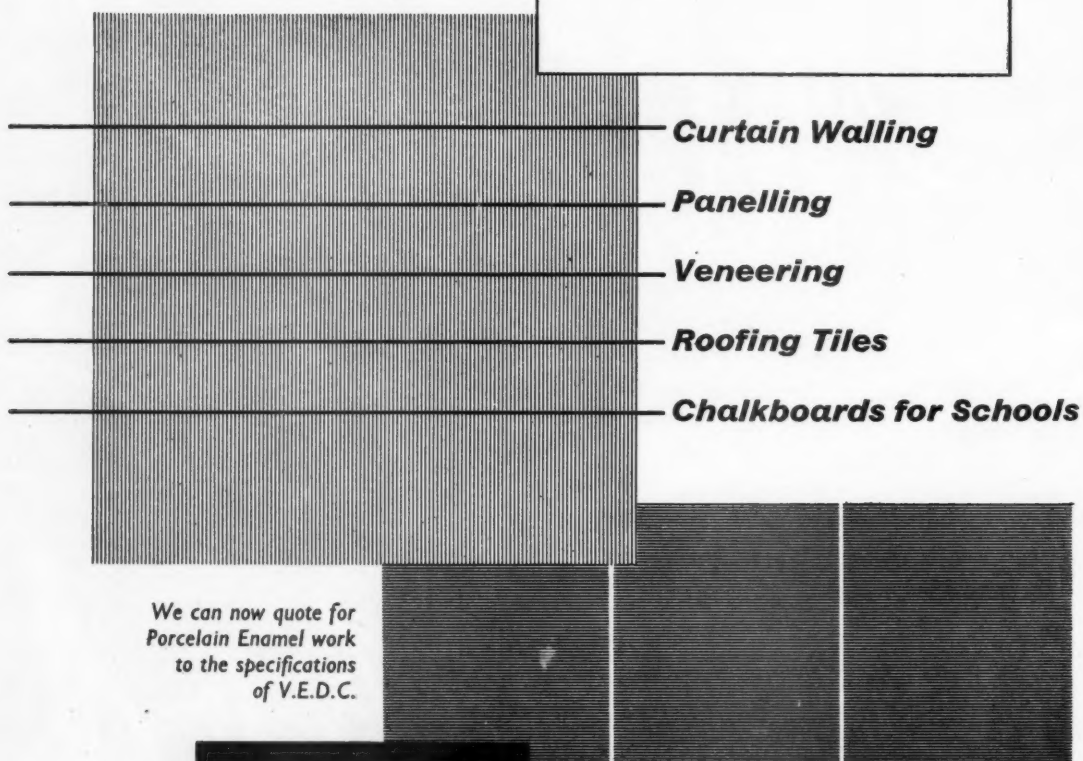 Curtain Walling
Panelling
Veneering
Roofing Tiles
Chalkboards for Schools
We can now quote for
Porcelain Enamel work
to the specifications
of V.E.D.C.